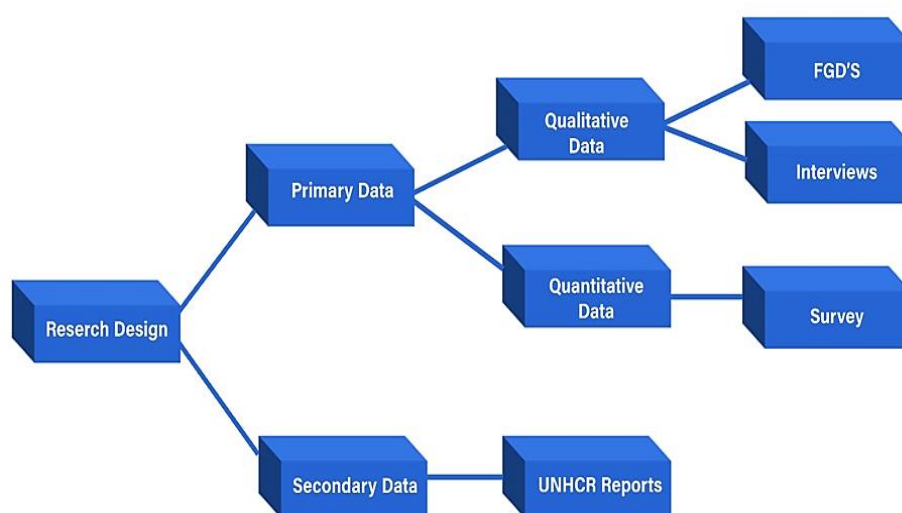 FGD'S
Qualitative
Data
Interviews
Primary Data
Quantitative
Data
Survey
Reserch Design
Secondary Data
UNHCR Reports